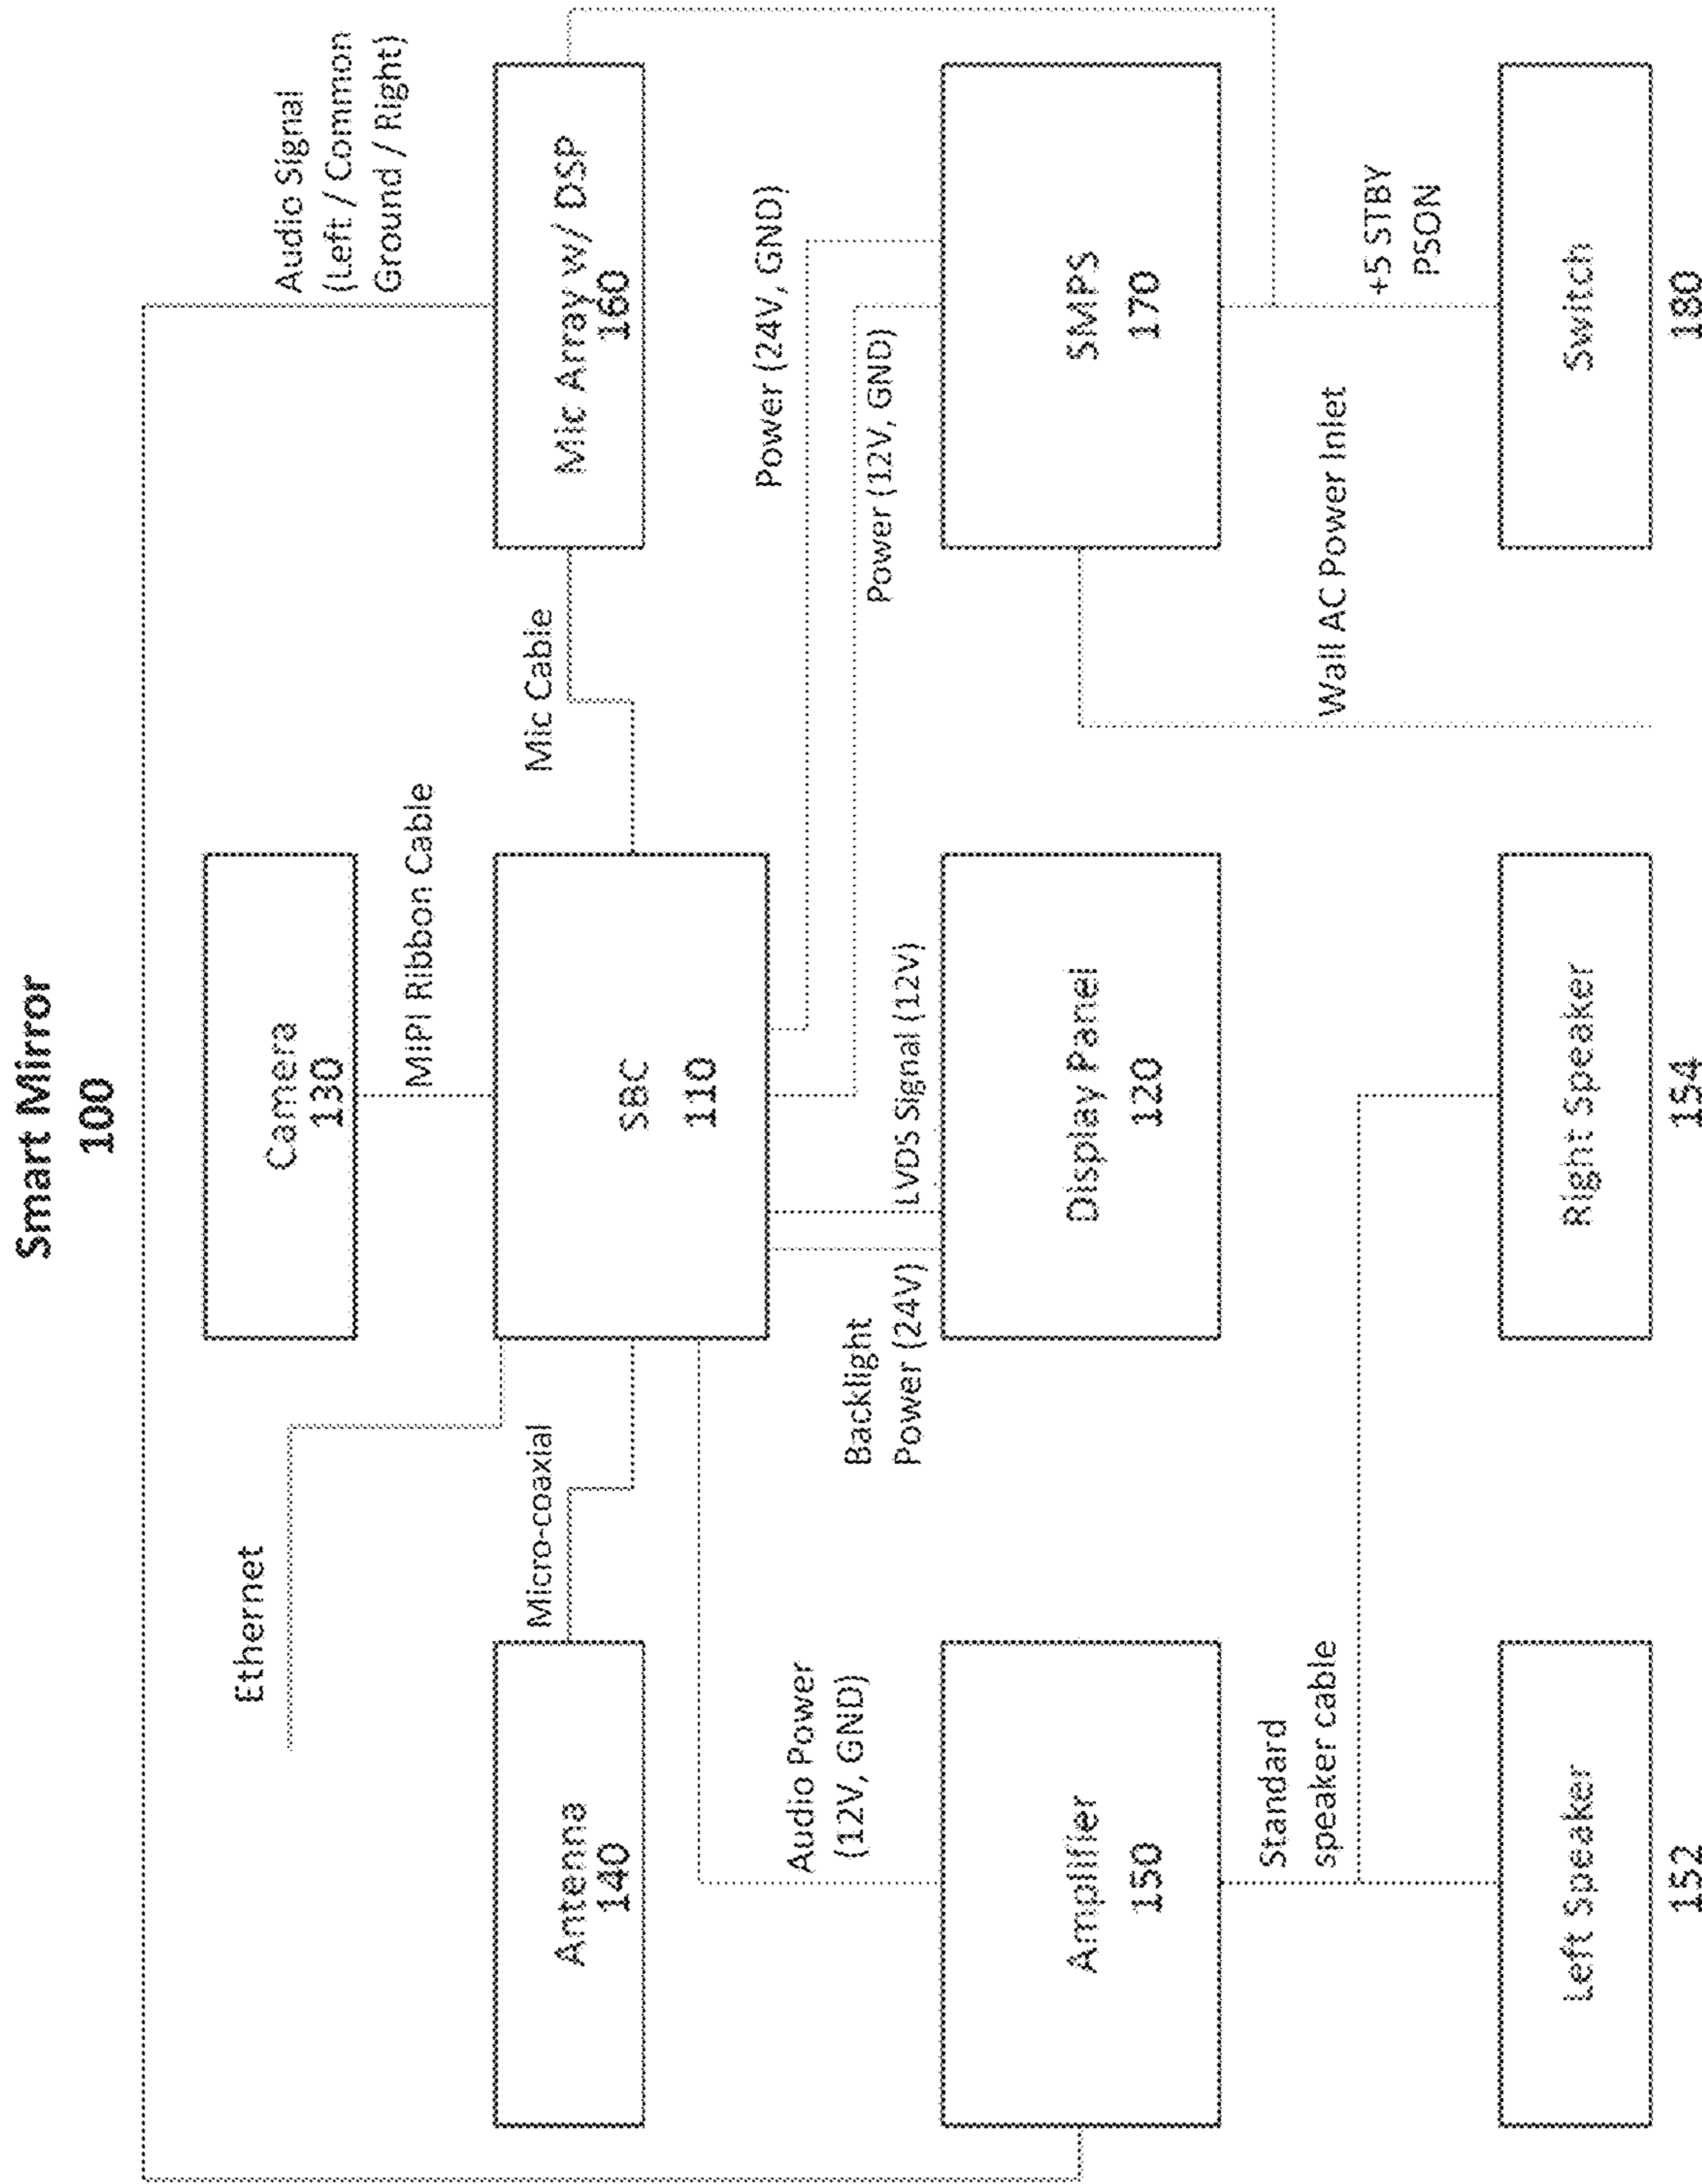 Smart Mirror
100
Audio Signal
(Left / Common
Ground / Right)
Ethernet
Camera
130
MIPI Ribbon Cable
Micro-coaxial
Mic Cable
Antenna
140
SBC
110
Mic Array w/ DSP
160
Audio Power
(12V, GND)
Backlight
Power (24V)
LVDS Signal (12V)
Power (24V, GND)
Power (12V, GND)
Amplifier
150
Display Panel
120
SMPS
170
Standard
speaker cable
Wall AC Power Inlet
+5 STBY
PSON
Left Speaker
152
Right Speaker
154
Switch
180